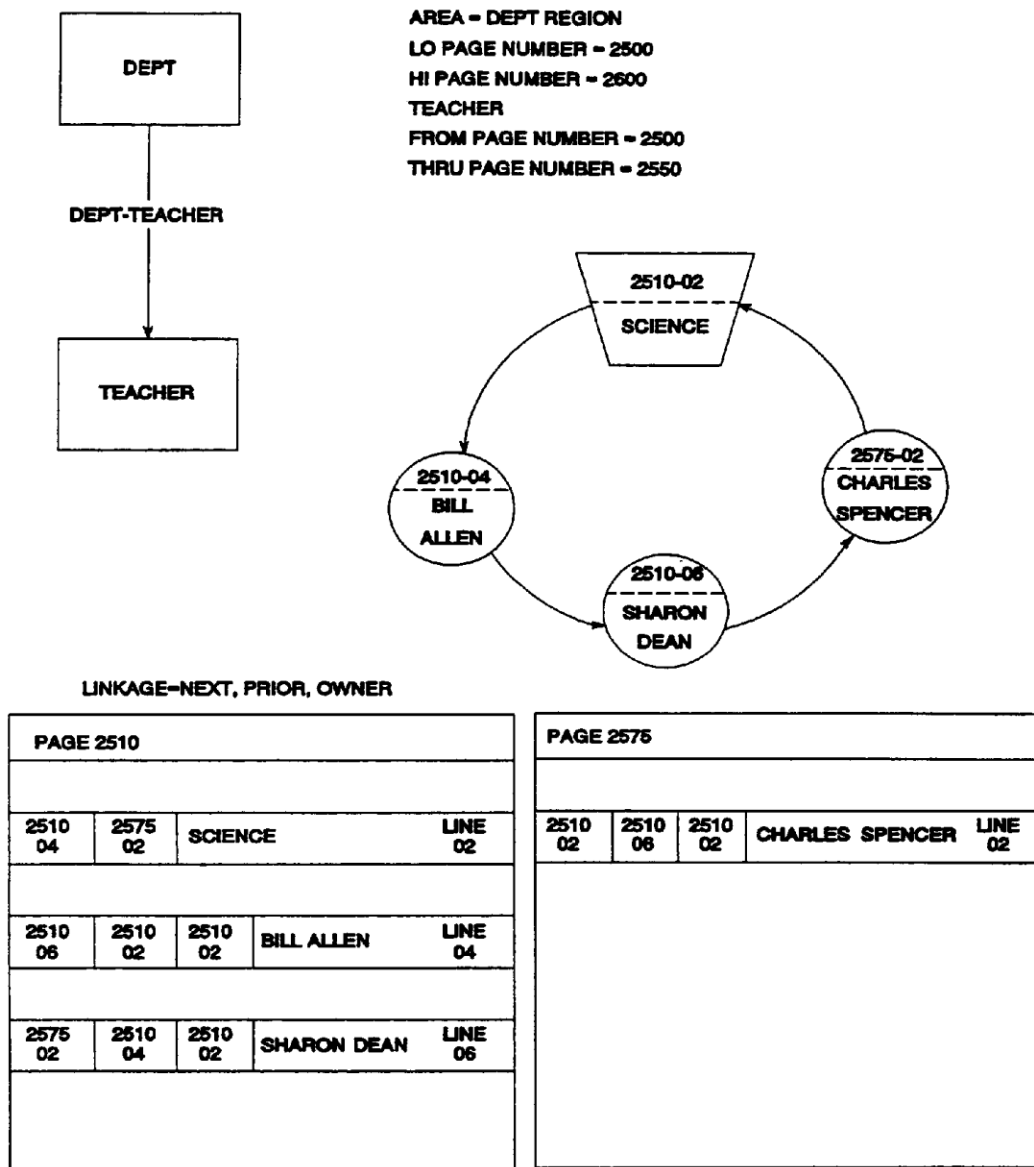 DEPT
DEPT-TEACHER
TEACHER
AREA = DEPT REGION
LO PAGE NUMBER = 2500
HI PAGE NUMBER = 2600
TEACHER
FROM PAGE NUMBER = 2500
THRU PAGE NUMBER = 2550
2510-02
SCIENCE
2510-04
BILL
ALLEN
2510-06
SHARON
DEAN
2575-02
CHARLES
SPENCER
LINKAGE=NEXT, PRIOR, OWNER
PAGE 2510
2510 2575 SCIENCE LINE
04 02 02
2510 2510 2510 BILL ALLEN LINE
06 02 02 04
2575 2510 2510 SHARON DEAN LINE
02 04 02 06
PAGE 2575
2510 2510 2510 CHARLES SPENCER LINE
02 06 02 02